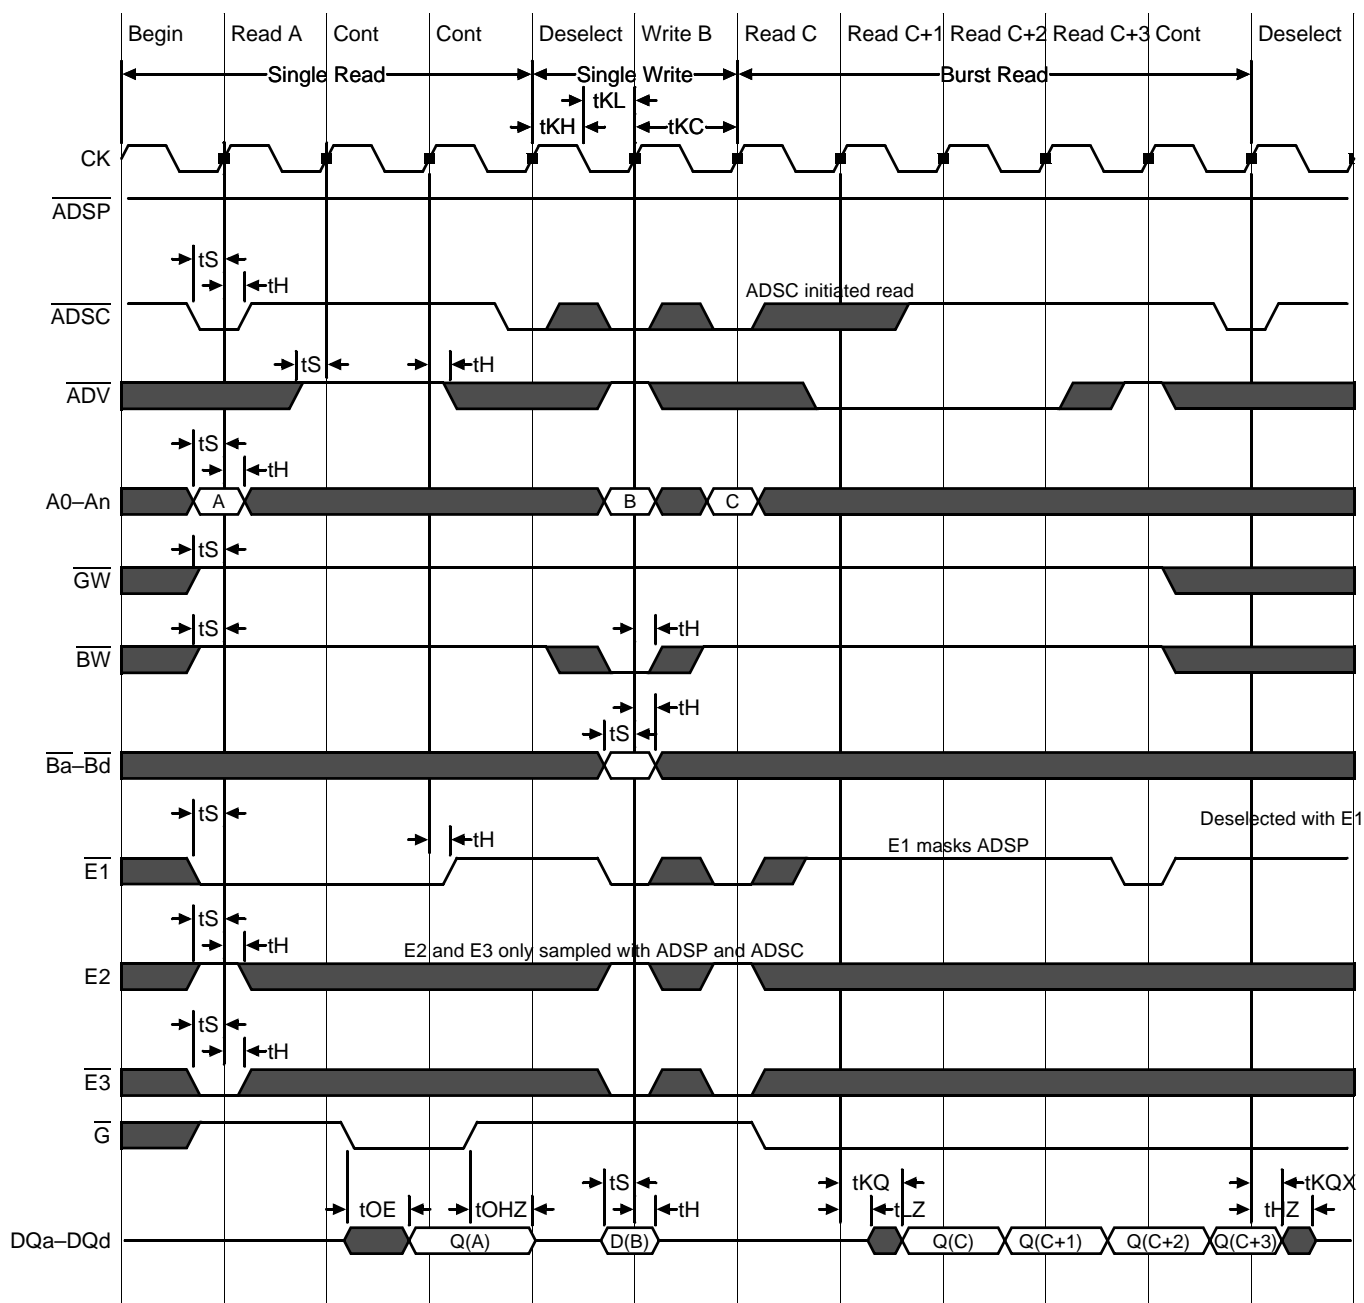 Begin Read A Cont Cont Deselect Write B Read C Read C+1 Read C+2 Read C+3 Cont Deselect
Single Read Single Write Burst Read
tKL
tKH tKC
CK
ADSP
tS
tH
ADSC initiated read
ADSC
tS tH
ADV
tS
tH
A0–An A B C
tS
GW
tS tH
BW
tH
tS
Ba–Bd
tS Deselected with E1
tH E1 masks ADSP
E1
tS
tH E2 and E3 only sampled with ADSP and ADSC
E2
tS
tH
E3
G
tS tKQ tKQX
tOE tOHZ tH tLZ tHZ
DQa–DQd Q(A) D(B) Q(C) Q(C+1) Q(C+2) Q(C+3)